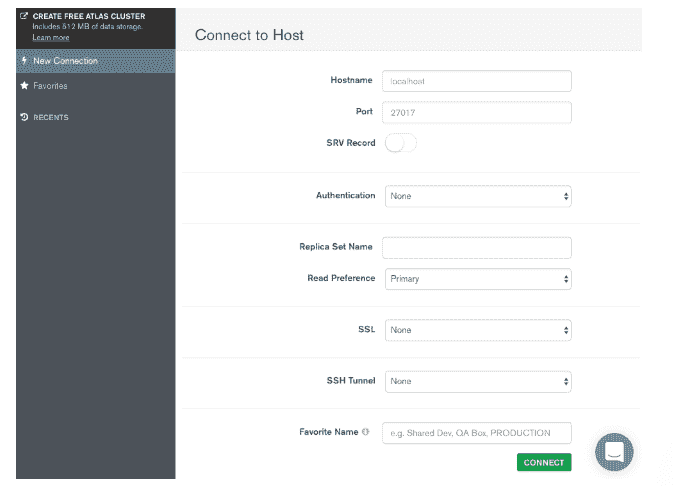 CREATE FREE ATLAS CLUSTER
Includes 512 MB of data storage.
Learn more
New Connection
Favorites
RECENTS
Connect to Host
Hostname localhost
Port 27017
SRV Record
Authentication None
Replica Set Name
Read Preference Primary
SSL None
SSH Tunnel None
Favorite Name e.g. Shared Dev, QA Box, PRODUCTION
CONNECT